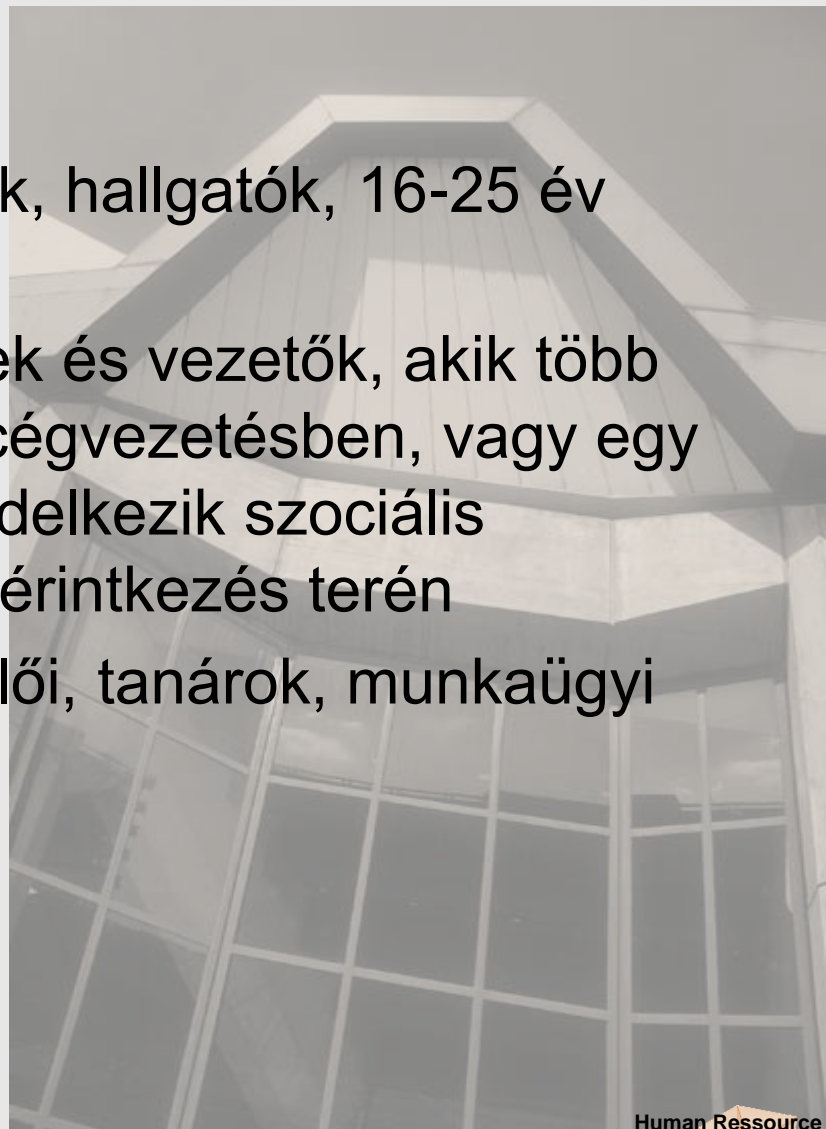 k, hallgatók, 16-25 év
ek és vezetők, akik több
cégvezetésben, vagy egy
delkezik szociális
érintkezés terén
lői, tanárok, munkaügyi
Human Ressource